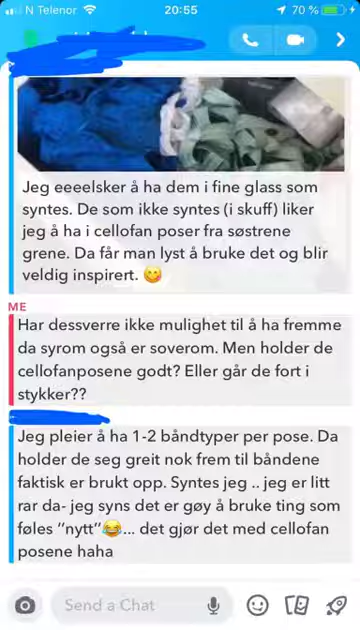 N Telenor 20:55 70 %
Jeg eeeelsker å ha dem i fine glass som
syntes. De som ikke syntes (i skuff) liker
jeg å ha i cellofan poser fra søstrene
grene. Da får man lyst å bruke det og blir
veldig inspirert. 😋
ME
Har dessverre ikke mulighet til å ha fremme
da syrom også er soverom. Men holder de
cellofanposene godt? Eller går de fort i
stykker??
Jeg pleier å ha 1-2 båndtyper per pose. Da
holder de seg greit nok frem til båndene
faktisk er brukt opp. Syntes jeg .. jeg er litt
rar da- jeg syns det er gøy å bruke ting som
føles ‘‘nytt’’😂... det gjør det med cellofan
posene haha
Send a Chat